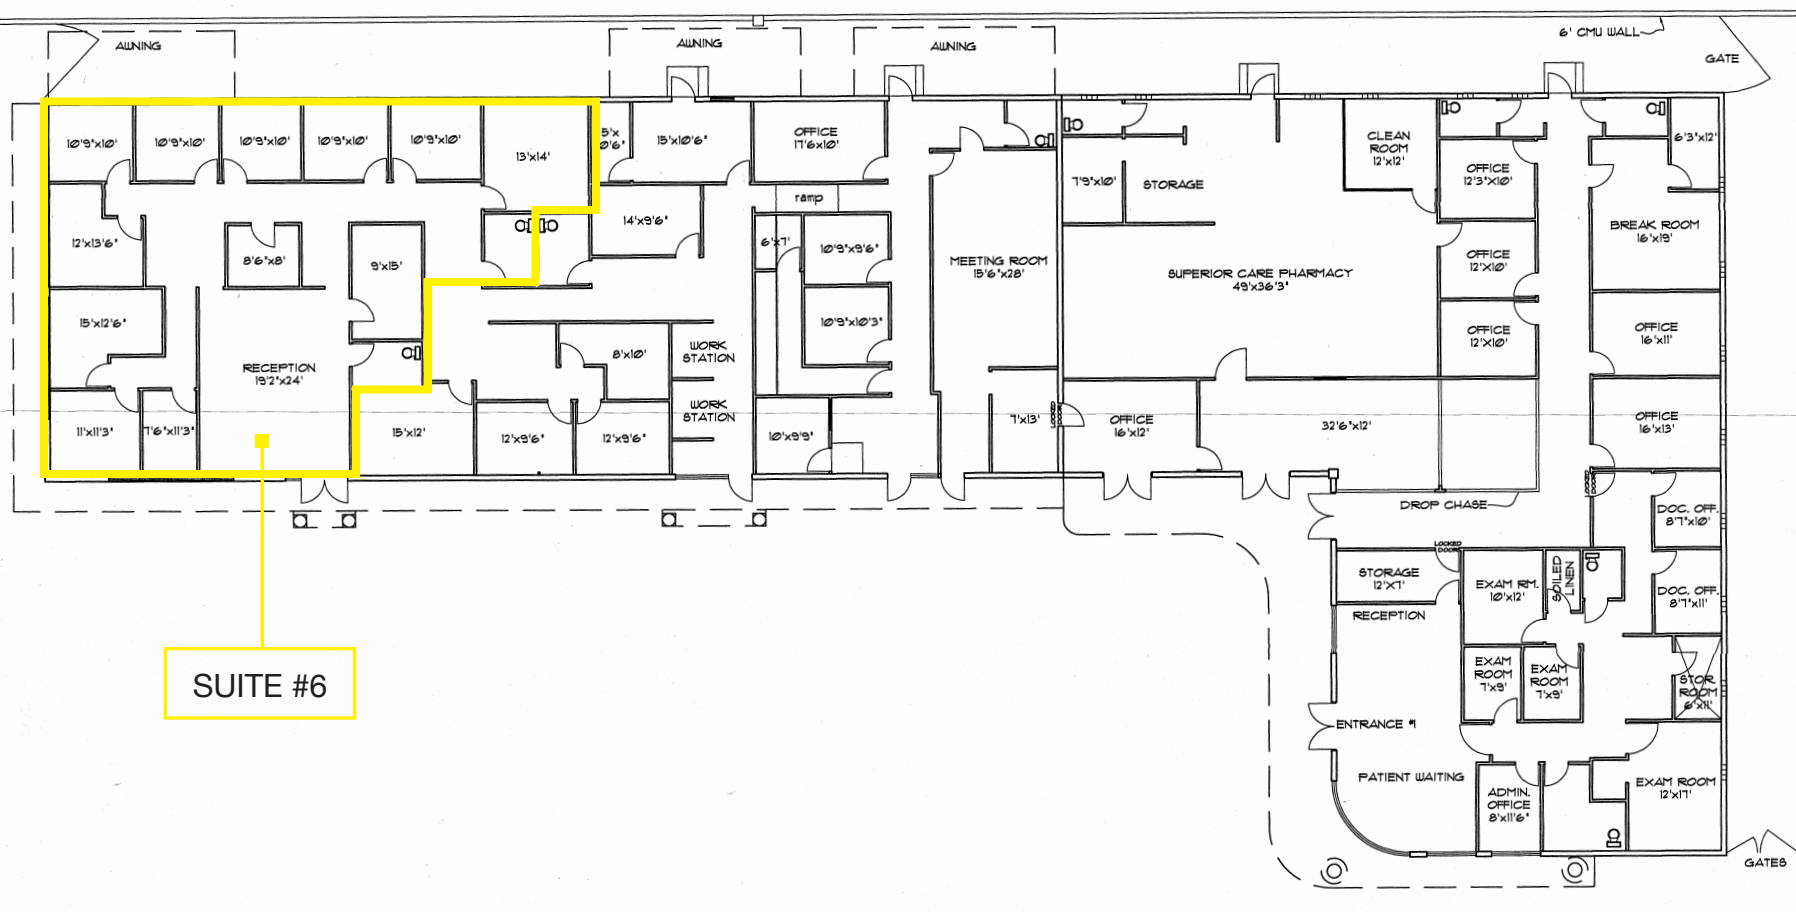 6' CMU WALL
AWNING
AWNING
AWNING
GATE
10'9"x10'
10'9"x10'
10'9"x10'
10'9"x10'
10'9"x10'
13'x14'
5'x
15'x10'6"
OFFICE
17'6x10'
CLEAN
ROOM
12'x12'
6'3"x12'
7'9"x10'
STORAGE
OFFICE
12'3"X10'
ramp
14'x9'6"
BREAK ROOM
16'x19'
12'x13'6"
8'6"x8'
9'x15'
6'x7'
10'9"x9'6"
MEETING ROOM
15'6"x28'
SUPERIOR CARE PHARMACY
49'x36'3"
OFFICE
12'X10'
15'x12'6"
10'9"x10'3"
OFFICE
12'X10'
OFFICE
16'x11'
8'x10'
WORK
STATION
RECEPTION
19'2"x24'
WORK
STATION
11'x11'3"
7'6"x11'3"
15'x12'
12'x9'6"
12'x9'6"
10'x9'9"
7'x13'
OFFICE
16'x12'
32'6"x12'
OFFICE
16'x13'
DROP CHASE
DOC. OFF.
8'7"x10'
LOCKED
DOOR
STORAGE
12'X7'
EXAM RM.
10'x12'
SOILED
LINEN
DOC. OFF.
8'7"x11'
RECEPTION
EXAM
ROOM
7'x9'
EXAM
ROOM
7'x9'
STOR.
ROOM
6'x11'
SUITE #6
ENTRANCE #1
PATIENT WAITING
ADMIN.
OFFICE
8'x11'6"
EXAM ROOM
12'x17'
GATES